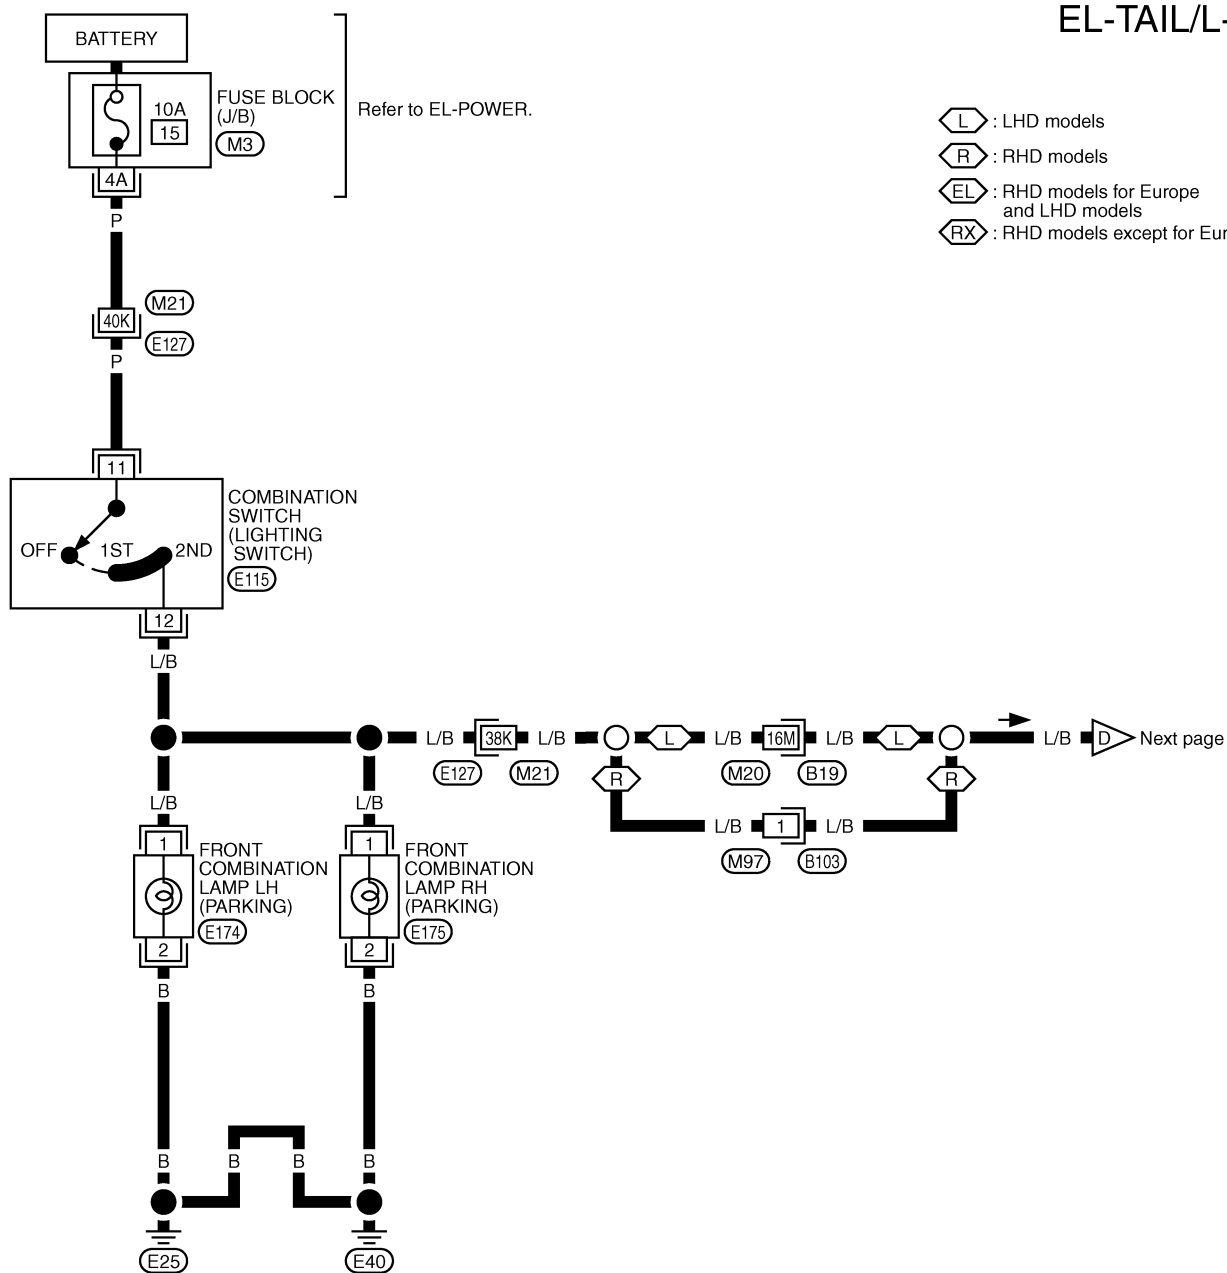 EL-TAIL/L-
BATTERY
10A
15
FUSE BLOCK
(J/B)
M3
Refer to EL-POWER.
4A
L : LHD models
R : RHD models
EL : RHD models for Europe
and LHD models
RX : RHD models except for Eur
P
M21
40K
E127
P
11
COMBINATION
SWITCH
(LIGHTING
SWITCH)
E115
OFF 1ST 2ND
12
L/B
L/B 38K L/B L L/B 16M L/B L L/B D Next page
E127 M21 M20 B19
R R
L/B 1 L/B
M97 B103
L/B L/B
1 1
FRONT
COMBINATION
LAMP LH
(PARKING)
E174
FRONT
COMBINATION
LAMP RH
(PARKING)
E175
2 2
B B
B B B B
E25 E40